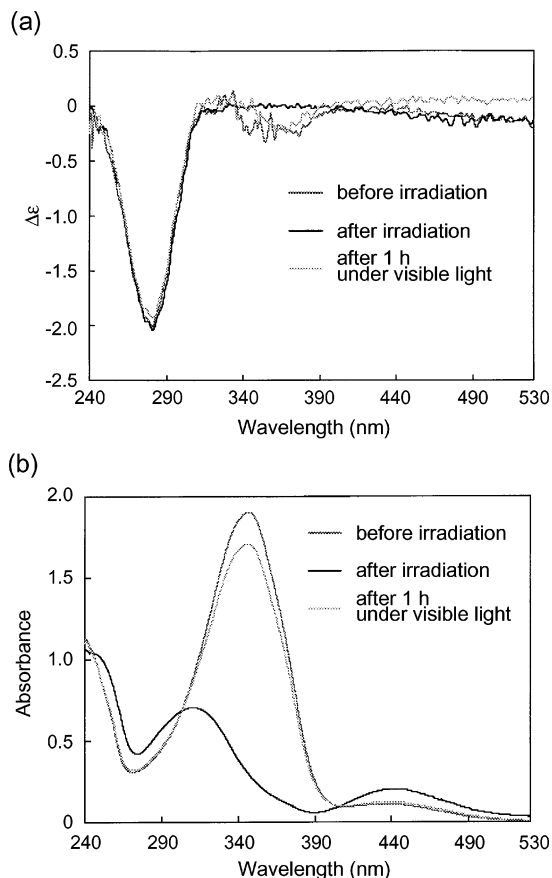 (a)
0.5
0
-0.5
-1.0
-1.5
-2.0
-2.5
Δε
before irradiation
after irradiation
after 1 h
under visible light
240 290 340 390 440 490 530
Wavelength (nm)
(b)
2.0
1.5
1.0
0.5
0
Absorbance
before irradiation
after irradiation
after 1 h
under visible light
240 290 340 390 440 490 530
Wavelength (nm)